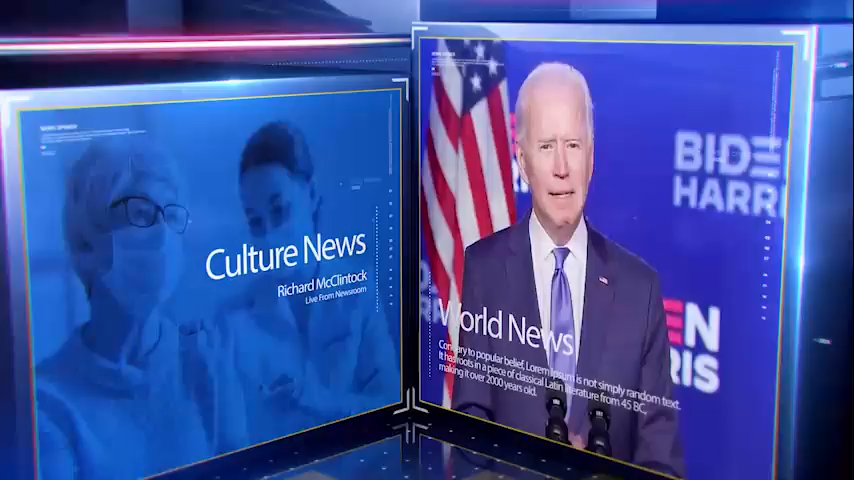 Culture News
Richard McClintock
Live From Newsroom
BIDEN
HARRIS
World News
Contrary to popular belief, Lorem Ipsum is not simply random text.
It has roots in a piece of classical Latin literature from 45 BC,
making it over 2000 years old.
EN
RIS